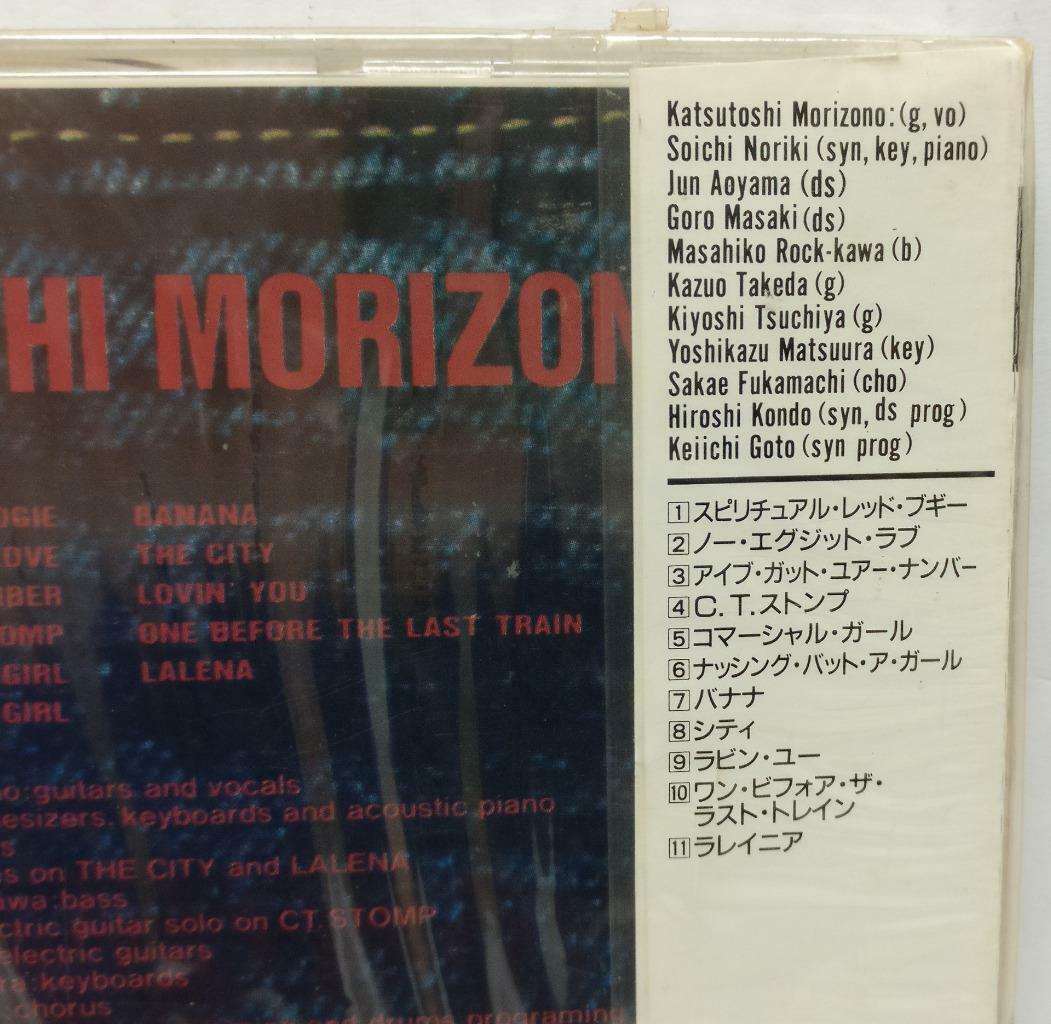 HI MORIZON
OGIE
OVE
BER
OMP
GIRL
GIRL
BANANA
THE CITY
LOVIN' YOU
ONE BEFORE THE LAST TRAIN
LALENA
o:guitars and vocals
esizers, keyboards and acoustic piano
s
s on THE CITY and LALENA
awa:bass
ctric guitar solo on C.T. STOMP
electric guitars
ra:keyboards
:chorus
and drums programing
Katsutoshi Morizono:(g, vo)
Soichi Noriki (syn, key, piano)
Jun Aoyama (ds)
Goro Masaki (ds)
Masahiko Rock-kawa (b)
Kazuo Takeda (g)
Kiyoshi Tsuchiya (g)
Yoshikazu Matsuura (key)
Sakae Fukamachi (cho)
Hiroshi Kondo (syn, ds prog)
Keiichi Goto (syn prog)
1 スピリチュアル・レッド・ブギー
2 ノー・エグジット・ラブ
3 アイブ・ガット・ユアー・ナンバー
4 C.T.ストンプ
5 コマーシャル・ガール
6 ナッシング・バット・ア・ガール
7 バナナ
8 シティ
9 ラビン・ユー
10 ワン・ビフォア・ザ・
ラスト・トレイン
11 ラレイニア